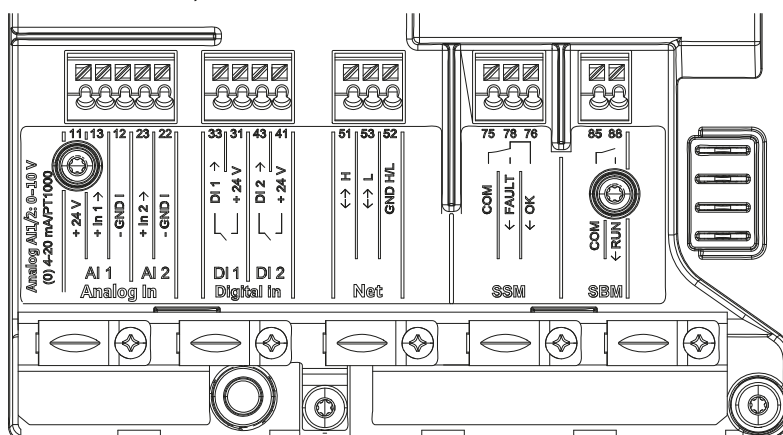 11 13 12 23 22
33 31 43 41
51 53 52
75 78 76
85 88
Analog AI1/2: 0–10 V
(0) 4–20 mA/PT1000
+ 24 V
+ In 1 →
- GND I
+ In 2 →
- GND I
DI 1 →
+ 24 V
DI 2 →
+ 24 V
←→ H
←→ L
GND H/L
COM
← FAULT
← OK
COM
← RUN
AI 1 AI 2
DI 1 DI 2
Analog In
Digital in
Net
SSM
SBM